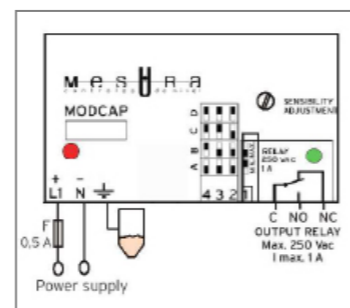 mesUra
MODCAP
D
C
B
A
SENSIBILITY
ADJUSTMENT
RELAY
250 vac
1 A
+ -
L1 N
4 3 2 1
C NO NC
F
0,5 A
OUTPUT RELAY
Max. 250 Vac
I max. 1 A
Power supply